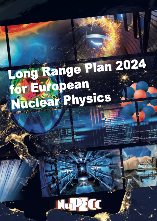 Long Range Plan 2024
for European
Nuclear Physics
NuPECC